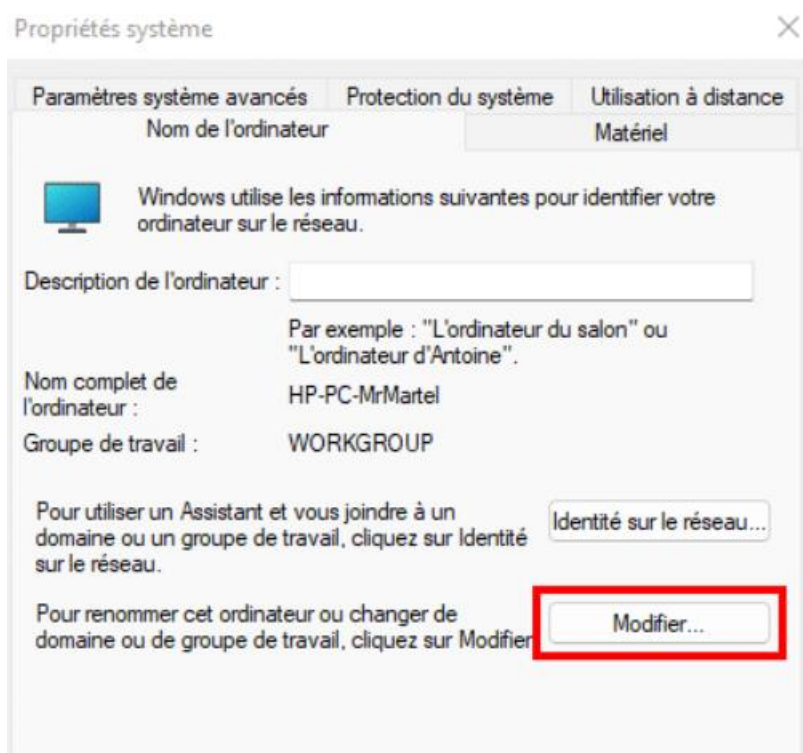 Propriétés système
Paramètres système avancés Protection du système Utilisation à distance
Nom de l'ordinateur Matériel
Windows utilise les informations suivantes pour identifier votre
ordinateur sur le réseau.
Description de l'ordinateur :
Par exemple : "L'ordinateur du salon" ou
"L'ordinateur d'Antoine".
Nom complet de
l'ordinateur :
HP-PC-MrMartel
Groupe de travail : WORKGROUP
Pour utiliser un Assistant et vous joindre à un
domaine ou un groupe de travail, cliquez sur Identité
sur le réseau.
Identité sur le réseau...
Pour renommer cet ordinateur ou changer de
domaine ou de groupe de travail, cliquez sur Modifier
Modifier...